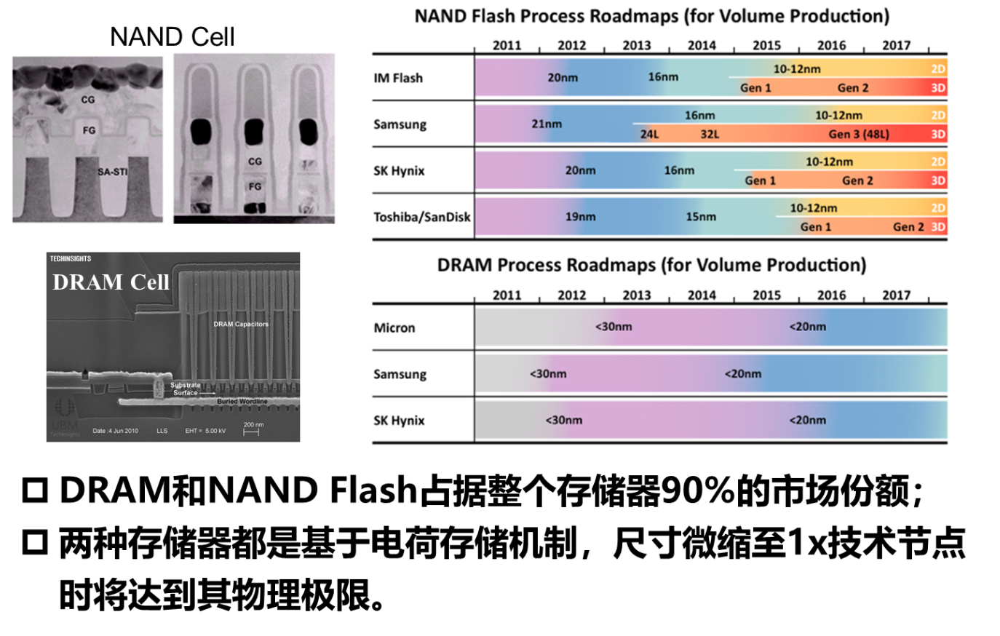 NAND Cell
CG
FG
SA-STI
CG
FG
TECHINSIGHTS
DRAM Cell
DRAM Capacitors
Substrate
Surface
Buried Wordline
UBM
TechInsights
Date :4 Jun 2010 LLS EHT = 5.00 kV 200 nm
NAND Flash Process Roadmaps (for Volume Production)
2011 2012 2013 2014 2015 2016 2017
IM Flash 20nm 16nm 10-12nm 2D
Gen 1 Gen 2 3D
Samsung 21nm 16nm 10-12nm 2D
24L 32L Gen 3 (48L) 3D
SK Hynix 20nm 16nm 10-12nm 2D
Gen 1 Gen 2 3D
Toshiba/SanDisk 19nm 15nm 10-12nm 2D
Gen 1 Gen 2 3D
DRAM Process Roadmaps (for Volume Production)
2011 2012 2013 2014 2015 2016 2017
Micron <30nm <20nm
Samsung <30nm <20nm
SK Hynix <30nm <20nm
DRAM和NAND Flash占据整个存储器90%的市场份额；
两种存储器都是基于电荷存储机制，尺寸微缩至1x技术节点
时将达到其物理极限。